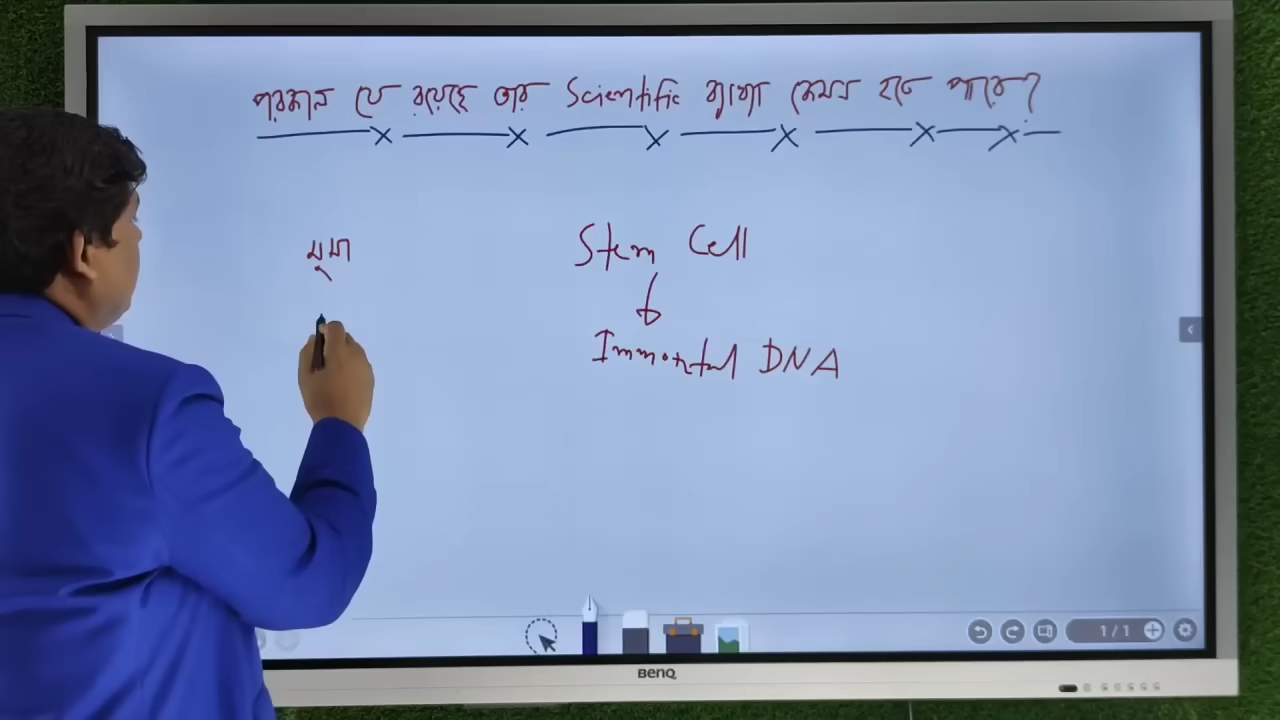 পরকাল যে রয়েছে তার Scientific ব্যাখ্যা কেমন হতে পারে?
Stem Cell
Immortal DNA
1/1
BenQ